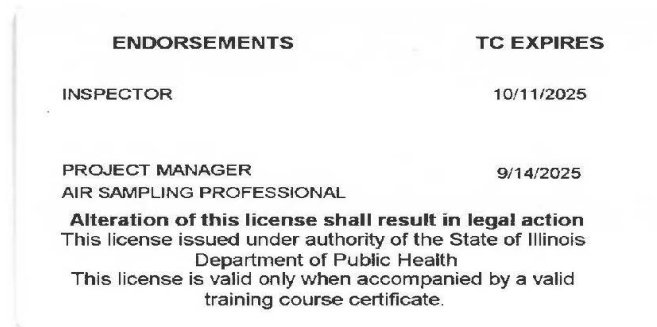 ENDORSEMENTS TC EXPIRES
INSPECTOR 10/11/2025
PROJECT MANAGER 9/14/2025
AIR SAMPLING PROFESSIONAL
Alteration of this license shall result in legal action
This license issued under authority of the State of Illinois
Department of Public Health
This license is valid only when accompanied by a valid
training course certificate.